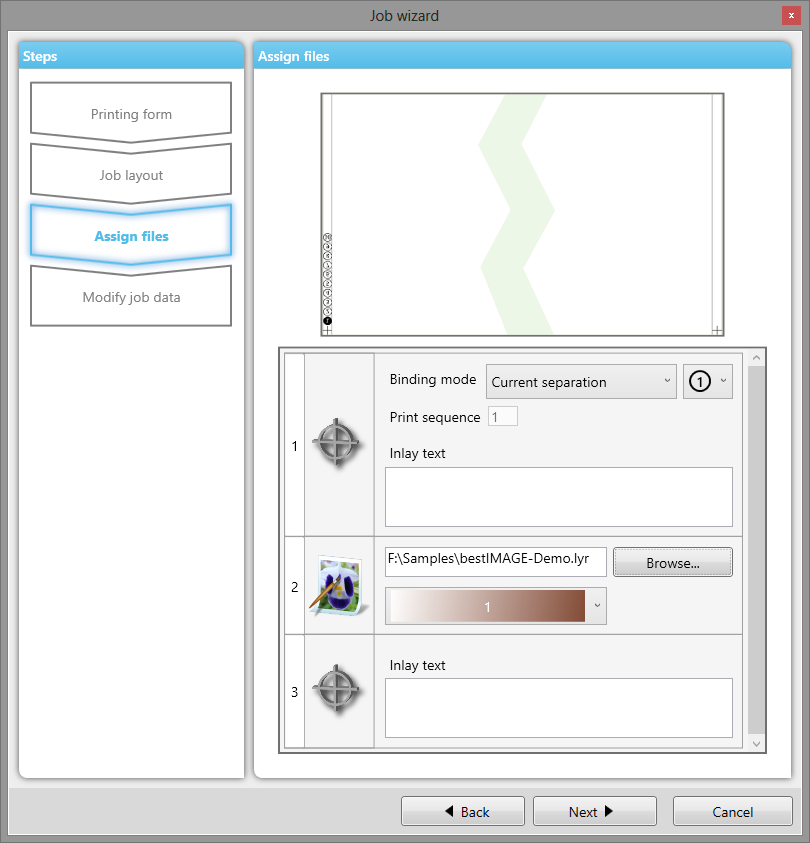 Job wizard
Steps
Assign files
Printing form
Job layout
Assign files
Modify job data
1
Binding mode
Current separation
1
Print sequence
1
Inlay text
2
F:\Samples\bestIMAGE-Demo.lyr
Browse...
1
3
Inlay text
Back
Next
Cancel